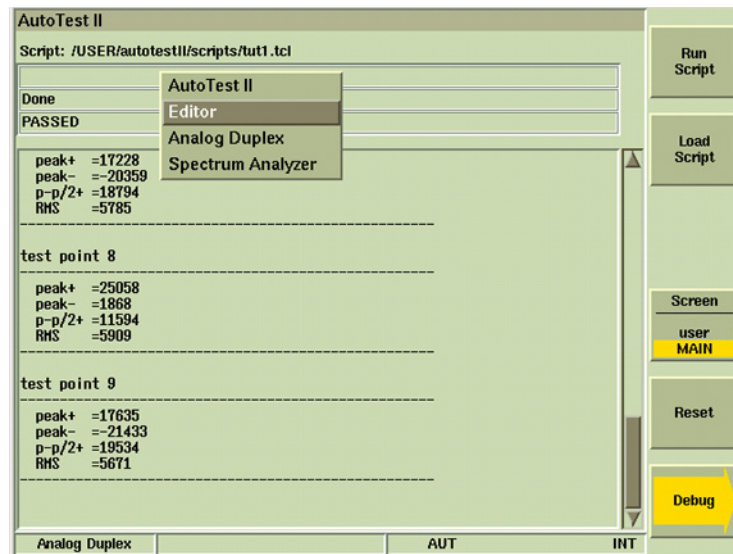 AutoTest II
Script: /USER/autotestII/scripts/tut1.tcl
Done
PASSED
AutoTest II
Editor
Analog Duplex
Spectrum Analyzer
peak+ =17228
peak- =-20359
p-p/2+ =18794
RMS =5785
--------------------------------------------------------------
test point 8
--------------------------------------------------------------
peak+ =25058
peak- =1868
p-p/2+ =11594
RMS =5909
--------------------------------------------------------------
test point 9
--------------------------------------------------------------
peak+ =17635
peak- =-21433
p-p/2+ =19534
RMS =5671
--------------------------------------------------------------
Run
Script
Load
Script
Screen
user
MAIN
Reset
Debug
Analog Duplex AUT INT